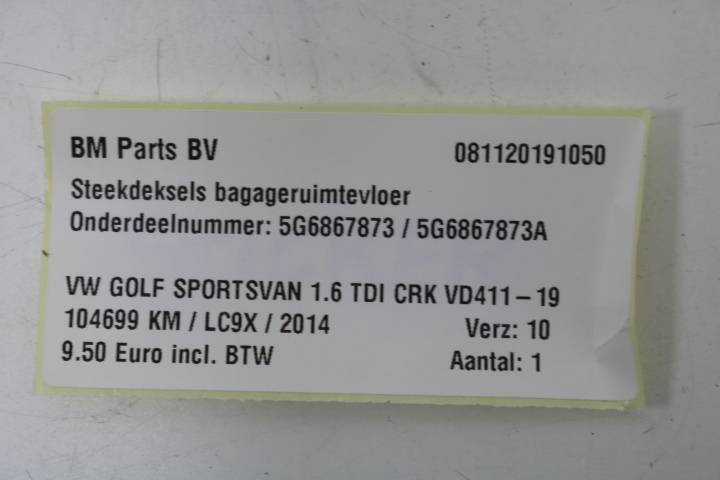 BM Parts BV 081120191050
Steekdeksels bagageruimtevloer
Onderdeelnummer: 5G6867873 / 5G6867873A
VW GOLF SPORTSVAN 1.6 TDI CRK VD411-19
104699 KM / LC9X / 2014 Verz: 10
9.50 Euro incl. BTW Aantal: 1